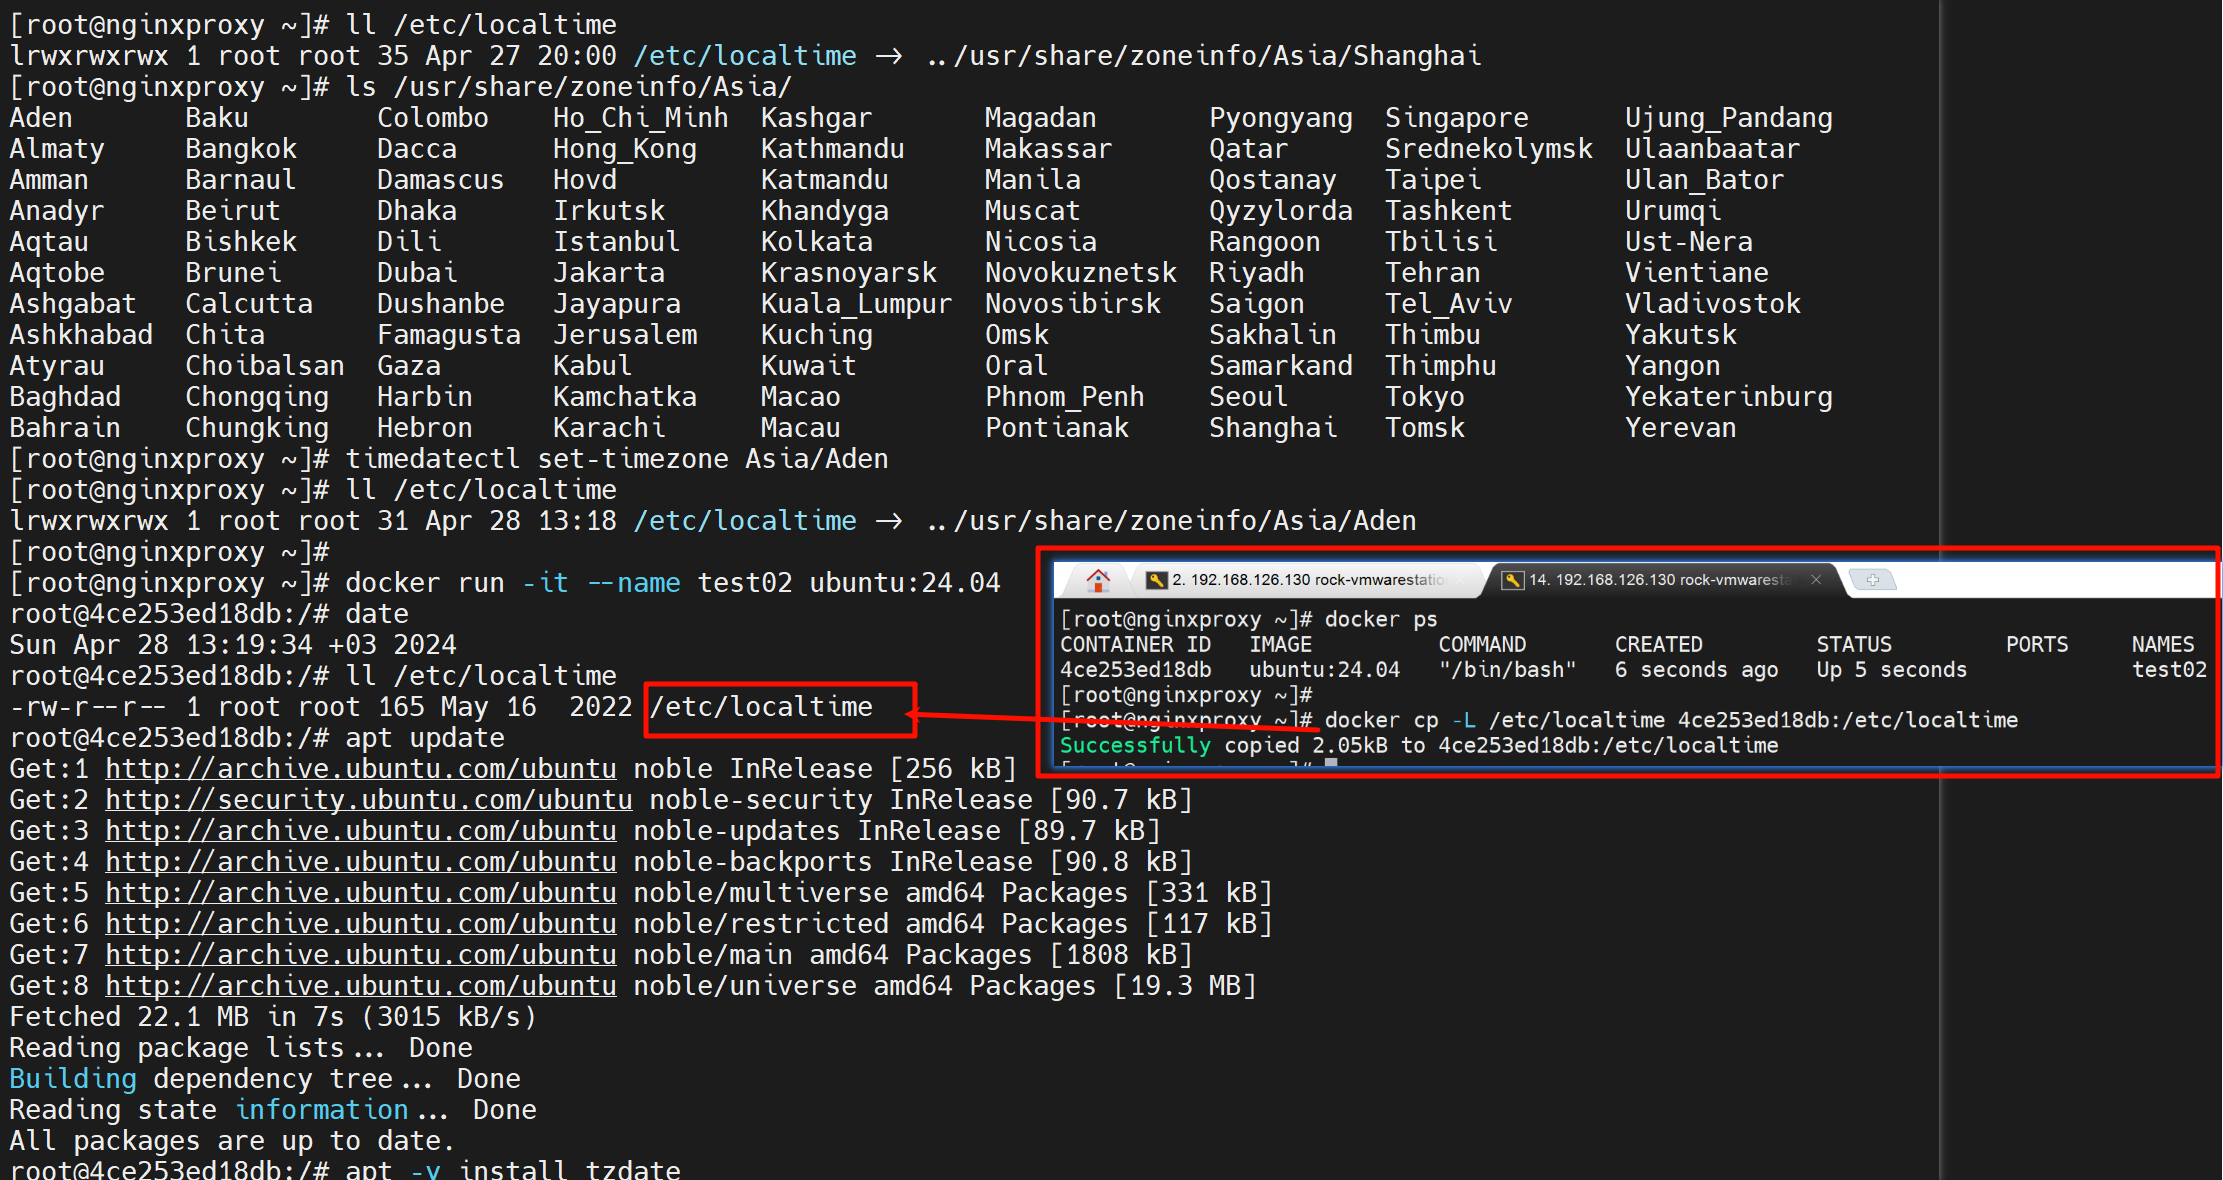 [root@nginxproxy ~]# ll /etc/localtime
lrwxrwxrwx 1 root root 35 Apr 27 20:00 /etc/localtime -> ../usr/share/zoneinfo/Asia/Shanghai
[root@nginxproxy ~]# ls /usr/share/zoneinfo/Asia/
Aden Baku Colombo Ho_Chi_Minh Kashgar Magadan Pyongyang Singapore Ujung_Pandang
Almaty Bangkok Dacca Hong_Kong Kathmandu Makassar Qatar Srednekolymsk Ulaanbaatar
Amman Barnaul Damascus Hovd Katmandu Manila Qostanay Taipei Ulan_Bator
Anadyr Beirut Dhaka Irkutsk Khandyga Muscat Qyzylorda Tashkent Urumqi
Aqtau Bishkek Dili Istanbul Kolkata Nicosia Rangoon Tbilisi Ust-Nera
Aqtobe Brunei Dubai Jakarta Krasnoyarsk Novokuznetsk Riyadh Tehran Vientiane
Ashgabat Calcutta Dushanbe Jayapura Kuala_Lumpur Novosibirsk Saigon Tel_Aviv Vladivostok
Ashkhabad Chita Famagusta Jerusalem Kuching Omsk Sakhalin Thimbu Yakutsk
Atyrau Choibalsan Gaza Kabul Kuwait Oral Samarkand Thimphu Yangon
Baghdad Chongqing Harbin Kamchatka Macao Phnom_Penh Seoul Tokyo Yekaterinburg
Bahrain Chungking Hebron Karachi Macau Pontianak Shanghai Tomsk Yerevan
[root@nginxproxy ~]# timedatectl set-timezone Asia/Aden
[root@nginxproxy ~]# ll /etc/localtime
lrwxrwxrwx 1 root root 31 Apr 28 13:18 /etc/localtime -> ../usr/share/zoneinfo/Asia/Aden
[root@nginxproxy ~]#
[root@nginxproxy ~]# docker run -it --name test02 ubuntu:24.04
root@4ce253ed18db:/# date
Sun Apr 28 13:19:34 +03 2024
root@4ce253ed18db:/# ll /etc/localtime
-rw-r--r-- 1 root root 165 May 16  2022 /etc/localtime
root@4ce253ed18db:/# apt update
Get:1 http://archive.ubuntu.com/ubuntu noble InRelease [256 kB]
Get:2 http://security.ubuntu.com/ubuntu noble-security InRelease [90.7 kB]
Get:3 http://archive.ubuntu.com/ubuntu noble-updates InRelease [89.7 kB]
Get:4 http://archive.ubuntu.com/ubuntu noble-backports InRelease [90.8 kB]
Get:5 http://archive.ubuntu.com/ubuntu noble/multiverse amd64 Packages [331 kB]
Get:6 http://archive.ubuntu.com/ubuntu noble/restricted amd64 Packages [117 kB]
Get:7 http://archive.ubuntu.com/ubuntu noble/main amd64 Packages [1808 kB]
Get:8 http://archive.ubuntu.com/ubuntu noble/universe amd64 Packages [19.3 MB]
Fetched 22.1 MB in 7s (3015 kB/s)
Reading package lists... Done
Building dependency tree... Done
Reading state information... Done
All packages are up to date.
root@4ce253ed18db:/# apt -y install tzdate
2. 192.168.126.130 rock-vmwarestatio
14. 192.168.126.130 rock-vmwaresta
[root@nginxproxy ~]# docker ps
CONTAINER ID IMAGE COMMAND CREATED STATUS PORTS NAMES
4ce253ed18db ubuntu:24.04 "/bin/bash" 6 seconds ago Up 5 seconds test02
[root@nginxproxy ~]#
[root@nginxproxy ~]# docker cp -L /etc/localtime 4ce253ed18db:/etc/localtime
Successfully copied 2.05kB to 4ce253ed18db:/etc/localtime